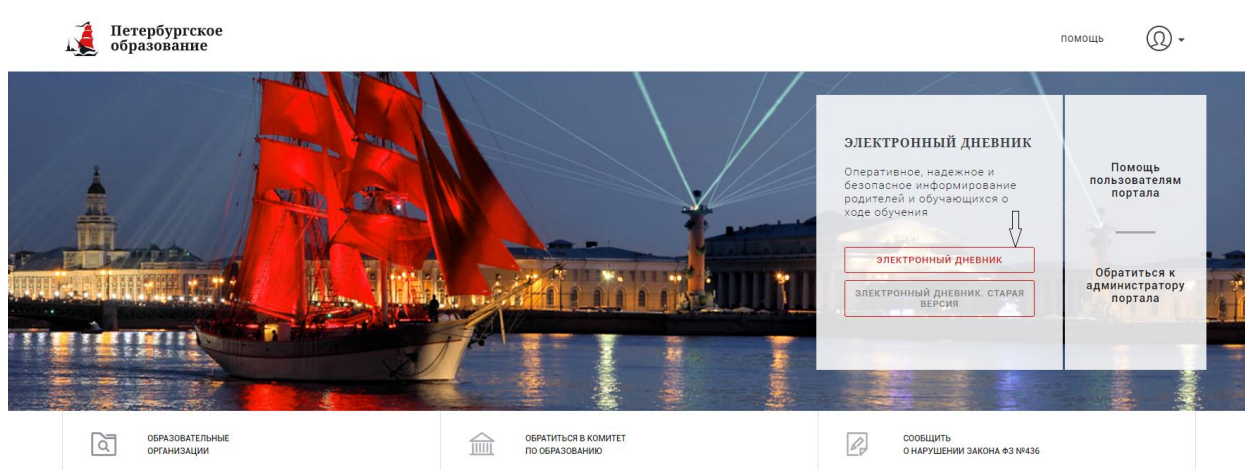 Петербургское
образование
ПОМОЩЬ
ЭЛЕКТРОННЫЙ ДНЕВНИК
Оперативное, надежное и
безопасное информирование
родителей и обучающихся о
ходе обучения
ЭЛЕКТРОННЫЙ ДНЕВНИК
ЭЛЕКТРОННЫЙ ДНЕВНИК. СТАРАЯ
ВЕРСИЯ
Помощь
пользователям
портала
Обратиться к
администратору
портала
ОБРАЗОВАТЕЛЬНЫЕ
ОРГАНИЗАЦИИ
ОБРАТИТЬСЯ В КОМИТЕТ
ПО ОБРАЗОВАНИЮ
СООБЩИТЬ
О НАРУШЕНИИ ЗАКОНА ФЗ №436